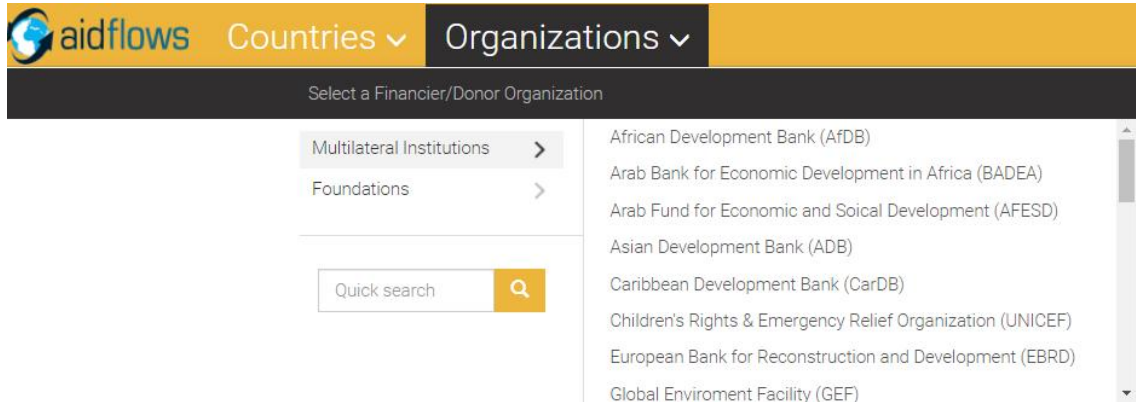 aidflows Countries Organizations
Select a Financier/Donor Organization
Multilateral Institutions
Foundations
Quick search
African Development Bank (AfDB)
Arab Bank for Economic Development in Africa (BADEA)
Arab Fund for Economic and Soical Development (AFESD)
Asian Development Bank (ADB)
Caribbean Development Bank (CarDB)
Children's Rights & Emergency Relief Organization (UNICEF)
European Bank for Reconstruction and Development (EBRD)
Global Enviroment Facility (GEF)